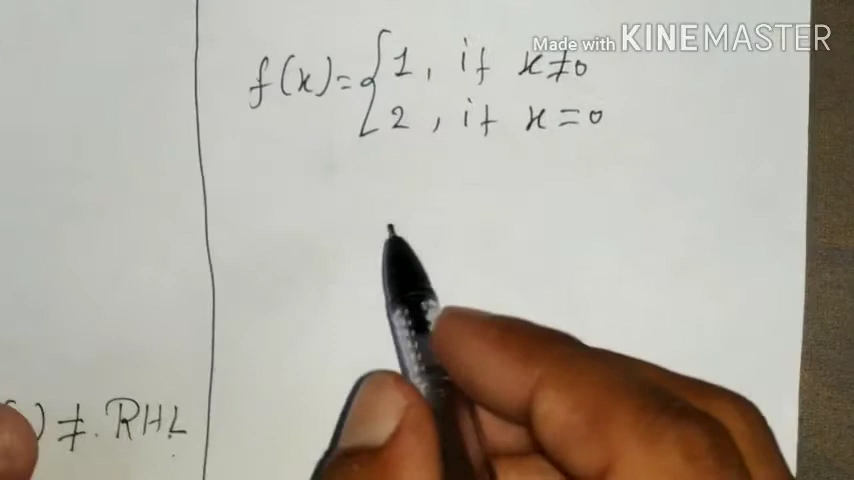 Made with KINEMASTER
f(x)= { 1, if x≠0
2, if x=0
) ≠. RHL